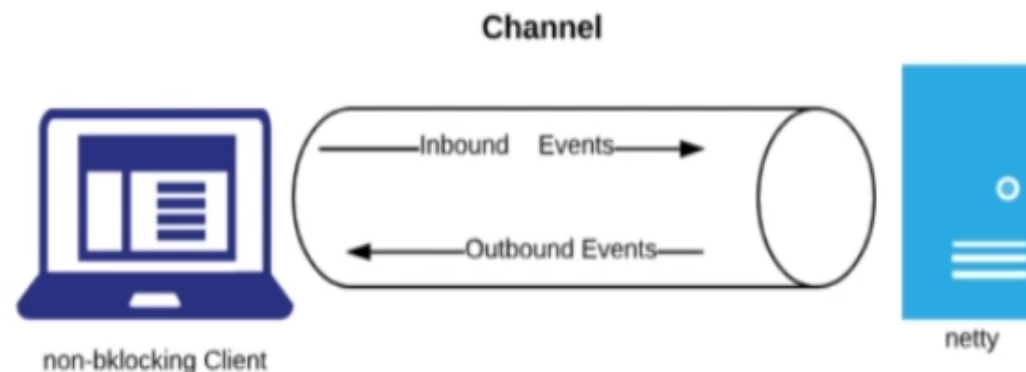 Channel
Inbound Events
Outbound Events
netty
non-bklocking Client